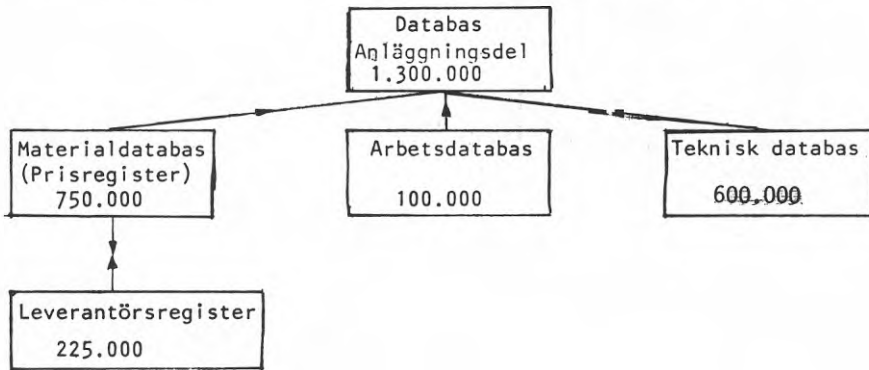 Databas
Anläggningsdel
1.300.000
Materialdatabas
(Prisregister)
750.000
Arbetsdatabas
100.000
Teknisk databas
600.000
Leverantörsregister
225.000